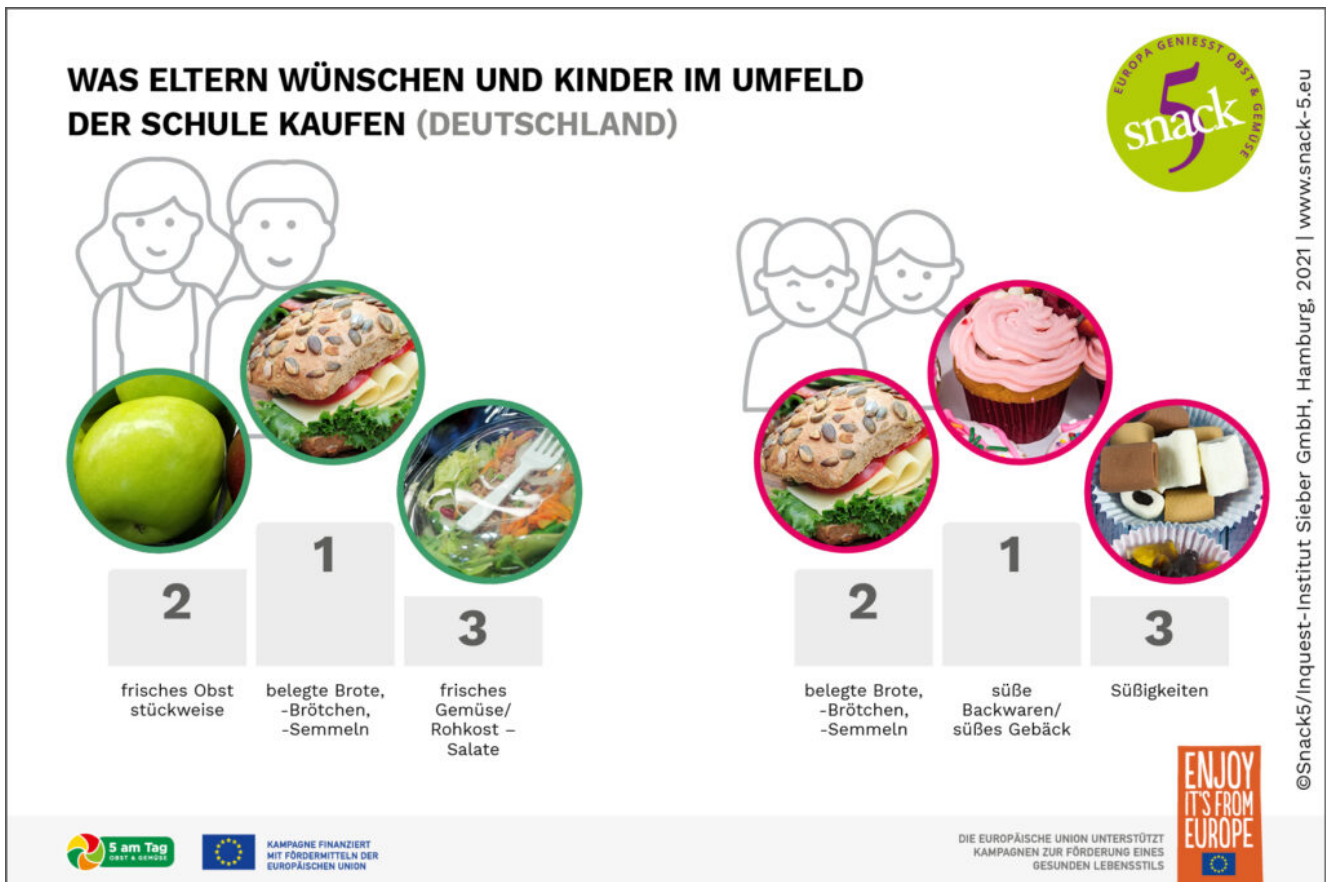 WAS ELTERN WÜNSCHEN UND KINDER IM UMFELD
DER SCHULE KAUFEN (DEUTSCHLAND)
EUROPA GENIESST OBST & GEMÜSE
5
snack
2
1
3
frisches Obst
stückweise
belegte Brote,
-Brötchen,
-Semmeln
frisches
Gemüse/
Rohkost –
Salate
2
1
3
belegte Brote,
-Brötchen,
-Semmeln
süße
Backwaren/
süßes Gebäck
Süßigkeiten
©Snack5/Inquest-Institut Sieber GmbH, Hamburg, 2021 | www.snack-5.eu
5 am Tag
OBST & GEMÜSE
KAMPAGNE FINANZIERT
MIT FÖRDERMITTELN DER
EUROPÄISCHEN UNION
DIE EUROPÄISCHE UNION UNTERSTÜTZT
KAMPAGNEN ZUR FÖRDERUNG EINES
GESUNDEN LEBENSSTILS
ENJOY
IT'S FROM
EUROPE